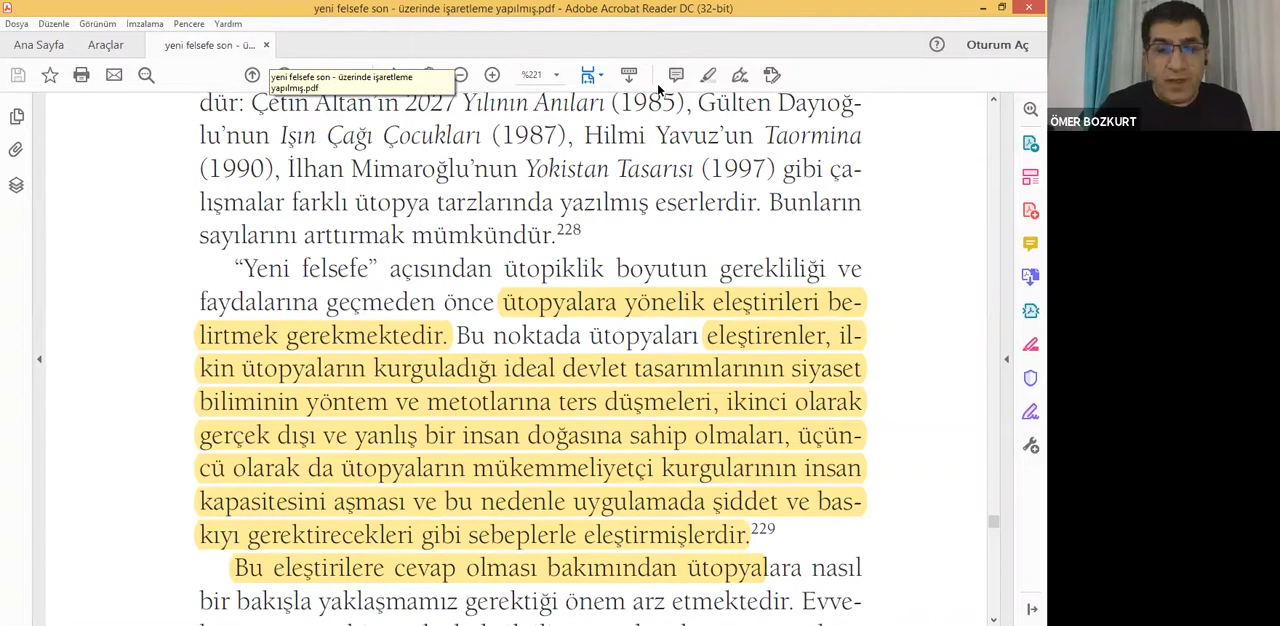 yeni felsefe son - üzerinde işaretleme yapılmış.pdf - Adobe Acrobat Reader DC (32-bit)
Dosya Düzenle Görünüm İmzalama Pencere Yardım
Ana Sayfa Araçlar yeni felsefe son - ü... × Oturum Aç
%221
yeni felsefe son - üzerinde işaretleme
yapılmış.pdf
ÖMER BOZKURT
dür: Çetin Altan'ın 2027 Yılının Anıları (1985), Gülten Dayıoğ-
lu'nun Işın Çağı Çocukları (1987), Hilmi Yavuz'un Taormina
(1990), İlhan Mimaroğlu'nun Yokistan Tasarısı (1997) gibi ça-
lışmalar farklı ütopya tarzlarında yazılmış eserlerdir. Bunların
sayılarını arttırmak mümkündür.228
"Yeni felsefe" açısından ütopiklik boyutun gerekliliği ve
faydalarına geçmeden önce ütopyalara yönelik eleştirileri be-
lirtmek gerekmektedir. Bu noktada ütopyaları eleştirenler, il-
kin ütopyaların kurguladığı ideal devlet tasarımlarının siyaset
biliminin yöntem ve metotlarına ters düşmeleri, ikinci olarak
gerçek dışı ve yanlış bir insan doğasına sahip olmaları, üçün-
cü olarak da ütopyaların mükemmeliyetçi kurgularının insan
kapasitesini aşması ve bu nedenle uygulamada şiddet ve bas-
kıyı gerektirecekleri gibi sebeplerle eleştirmişlerdir.229
Bu eleştirilere cevap olması bakımından ütopyalara nasıl
bir bakışla yaklaşmamız gerektiği önem arz etmektedir. Evve-